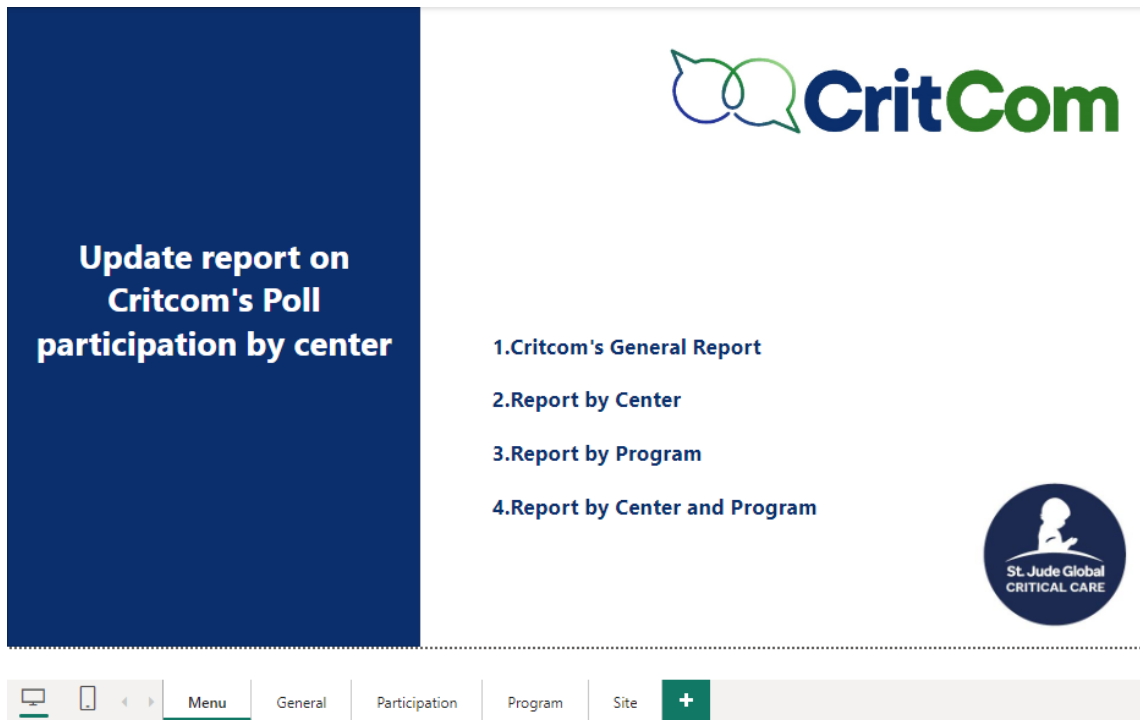 CritCom
Update report on
Critcom's Poll
participation by center
1.Critcom's General Report
2.Report by Center
3.Report by Program
4.Report by Center and Program
St. Jude Global
CRITICAL CARE
Menu General Participation Program Site +